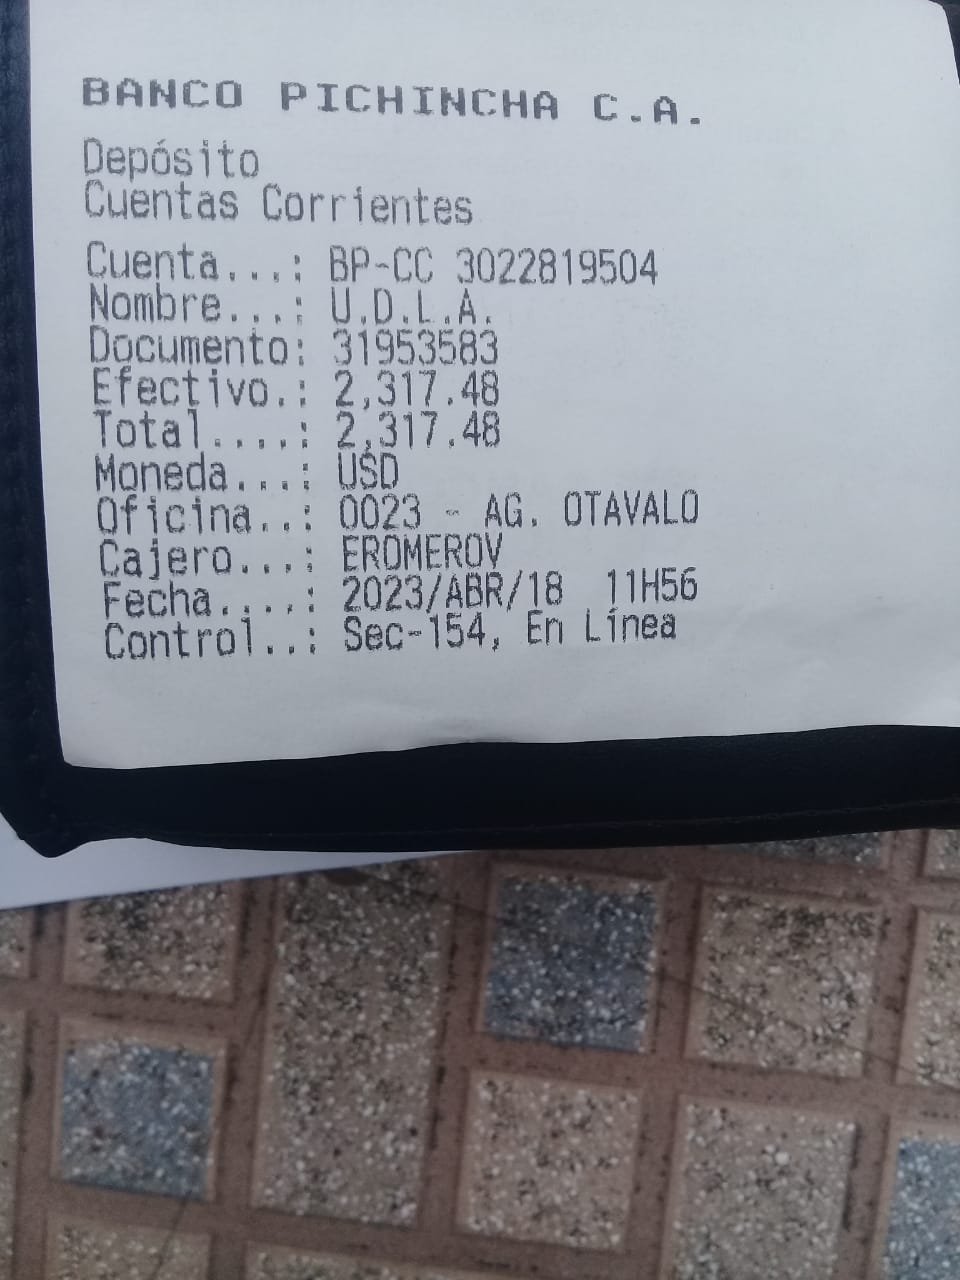 BANCO PICHINCHA C.A.
Depósito
Cuentas Corrientes
Cuenta...: BP-CC 3022819504
Nombre...: U.D.L.A.
Documento: 31953583
Efectivo.: 2,317.48
Total....: 2,317.48
Moneda...: USD
Oficina..: 0023 - AG. OTAVALO
Cajero...: EROMEROV
Fecha....: 2023/ABR/18 11H56
Control..: Sec-154, En Línea